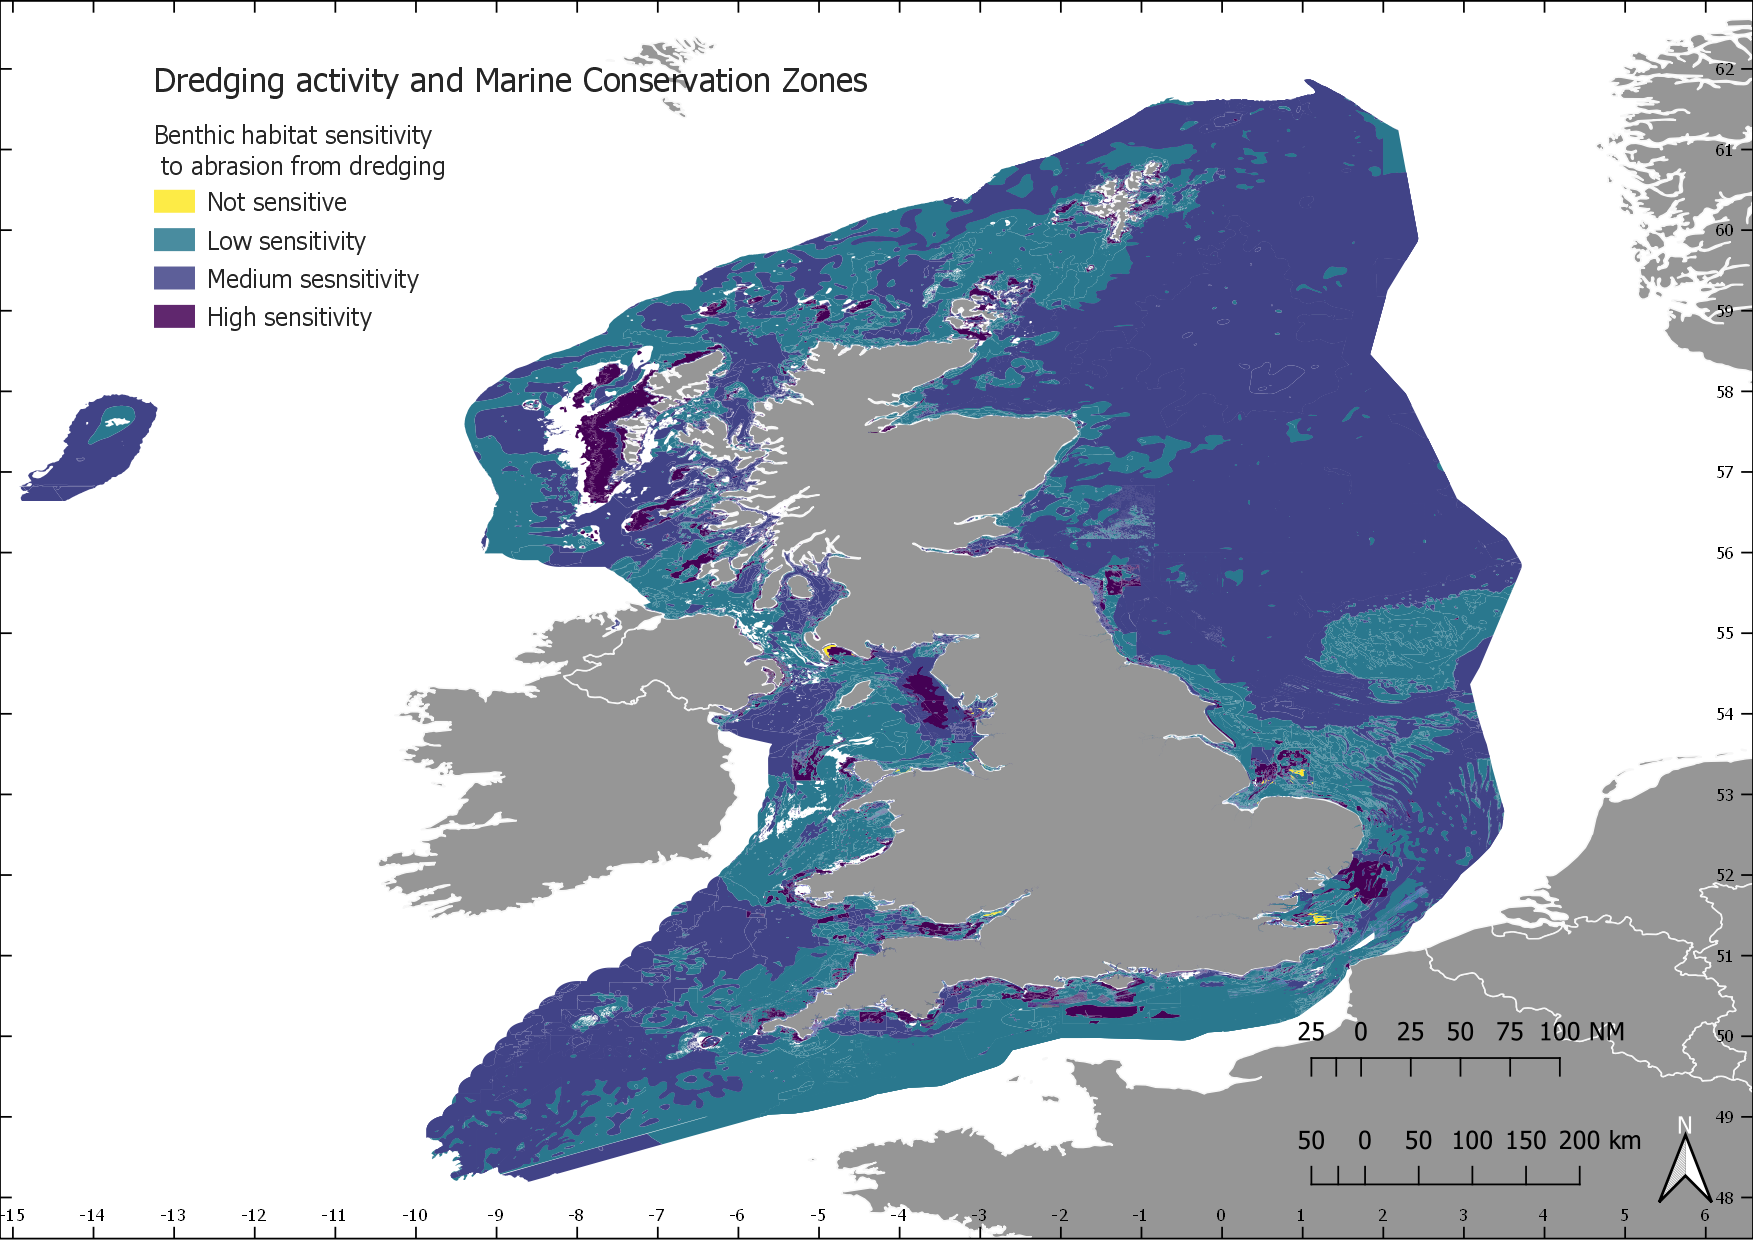 Dredging activity and Marine Conservation Zones
Benthic habitat sensitivity
to abrasion from dredging
Not sensitive
Low sensitivity
Medium sesnsitivity
High sensitivity
62
61
60
59
58
57
56
55
54
53
52
51
50
49
48
25 0 25 50 75 100 NM
50 0 50 100 150 200 km
N
-15 -14 -13 -12 -11 -10 -9 -8 -7 -6 -5 -4 -3 -2 -1 0 1 2 3 4 5 6